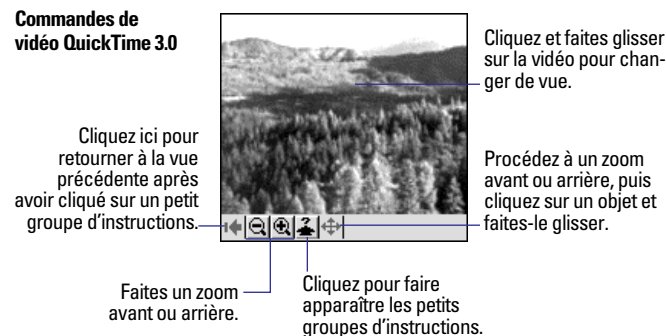 Commandes de
vidéo QuickTime 3.0
Cliquez et faites glisser
sur la vidéo pour chan-
ger de vue.
Cliquez ici pour
retourner à la vue
précédente après
avoir cliqué sur un petit
groupe d’instructions.
Procédez à un zoom
avant ou arrière, puis
cliquez sur un objet et
faites-le glisser.
Faites un zoom
avant ou arrière.
Cliquez pour faire
apparaître les petits
groupes d’instructions.